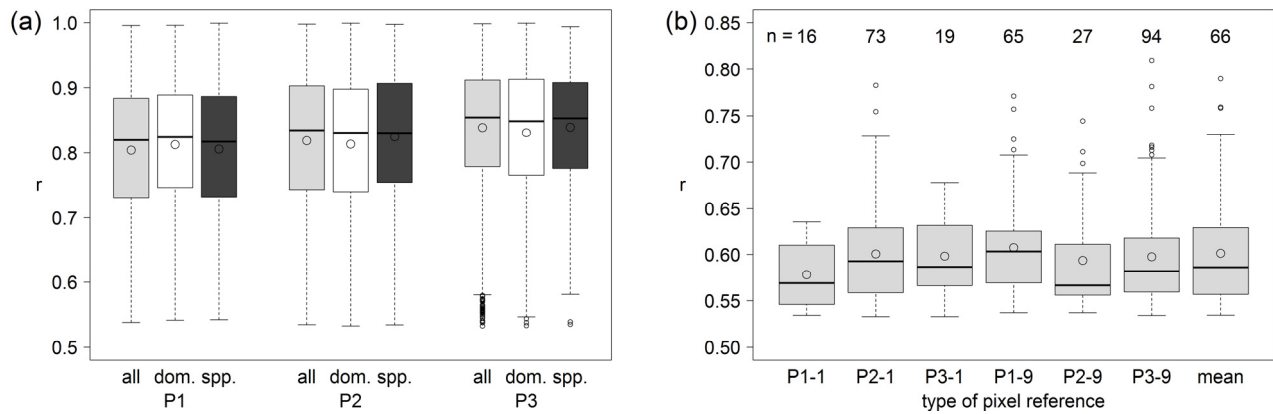 (a)
1.0
0.9
0.8
r
0.7
0.6
0.5
all dom. spp. all dom. spp. all dom. spp.
P1 P2 P3
(b)
n = 16 73 19 65 27 94 66
0.85
0.80
0.75
0.70
r
0.65
0.60
0.55
0.50
P1-1 P2-1 P3-1 P1-9 P2-9 P3-9 mean
type of pixel reference